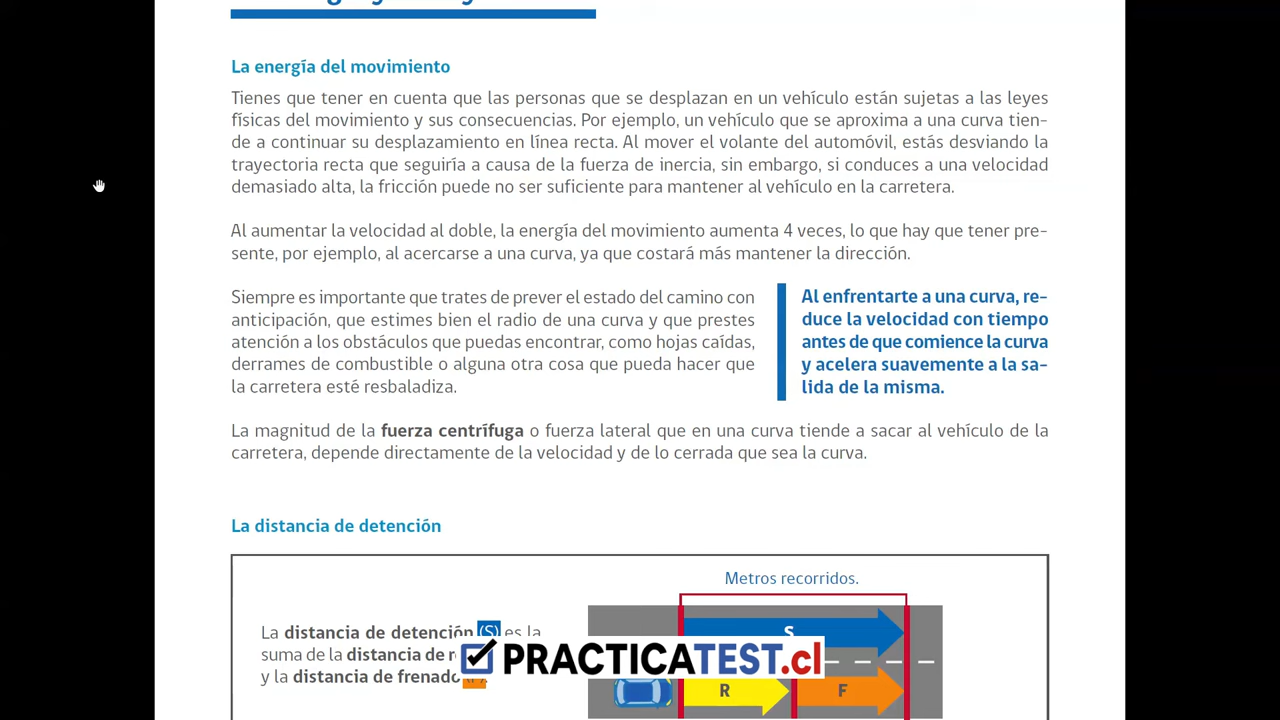 La energía del movimiento
Tienes que tener en cuenta que las personas que se desplazan en un vehículo están sujetas a las leyes
físicas del movimiento y sus consecuencias. Por ejemplo, un vehículo que se aproxima a una curva tien-
de a continuar su desplazamiento en línea recta. Al mover el volante del automóvil, estás desviando la
trayectoria recta que seguiría a causa de la fuerza de inercia, sin embargo, si conduces a una velocidad
demasiado alta, la fricción puede no ser suficiente para mantener al vehículo en la carretera.
Al aumentar la velocidad al doble, la energía del movimiento aumenta 4 veces, lo que hay que tener pre-
sente, por ejemplo, al acercarse a una curva, ya que costará más mantener la dirección.
Siempre es importante que trates de prever el estado del camino con
anticipación, que estimes bien el radio de una curva y que prestes
atención a los obstáculos que puedas encontrar, como hojas caídas,
derrames de combustible o alguna otra cosa que pueda hacer que
la carretera esté resbaladiza.
Al enfrentarte a una curva, re-
duce la velocidad con tiempo
antes de que comience la curva
y acelera suavemente a la sa-
lida de la misma.
La magnitud de la fuerza centrífuga o fuerza lateral que en una curva tiende a sacar al vehículo de la
carretera, depende directamente de la velocidad y de lo cerrada que sea la curva.
La distancia de detención
La distancia de detención (S) es la
suma de la distancia de
y la distancia de frenado
Metros recorridos.
S
R
F
PRACTICATEST.cl